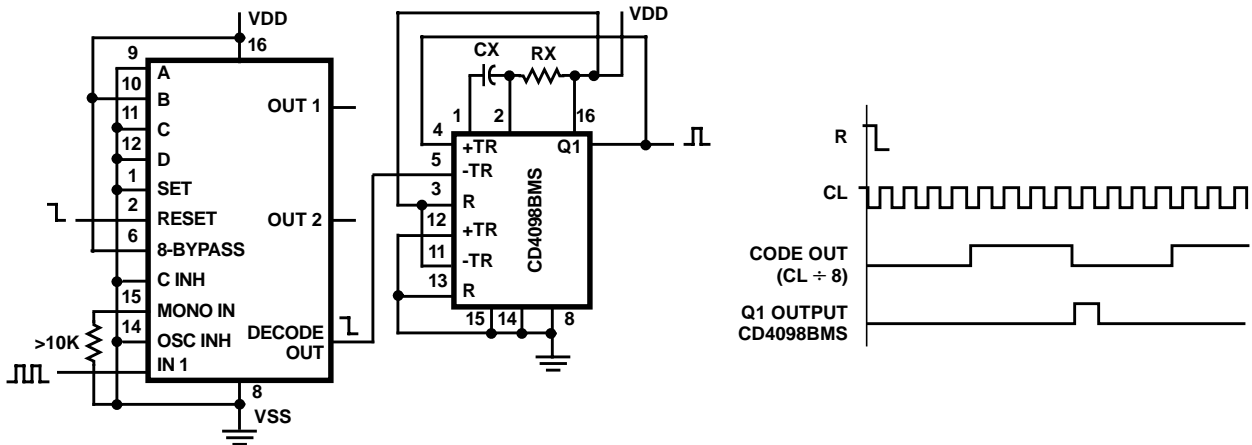 VDD
16
9
A
10
B
11
C
12
D
1
SET
2
RESET
6
8-BYPASS
C INH
15
MONO IN
14
OSC INH
IN 1
>10K
OUT 1
OUT 2
DECODE
OUT
8
VSS
VDD
CX
RX
1
2
16
4
+TR
Q1
5
-TR
3
R
12
+TR
11
-TR
13
R
CD4098BMS
15
14
8
R
CL
CODE OUT
(CL ÷ 8)
Q1 OUTPUT
CD4098BMS